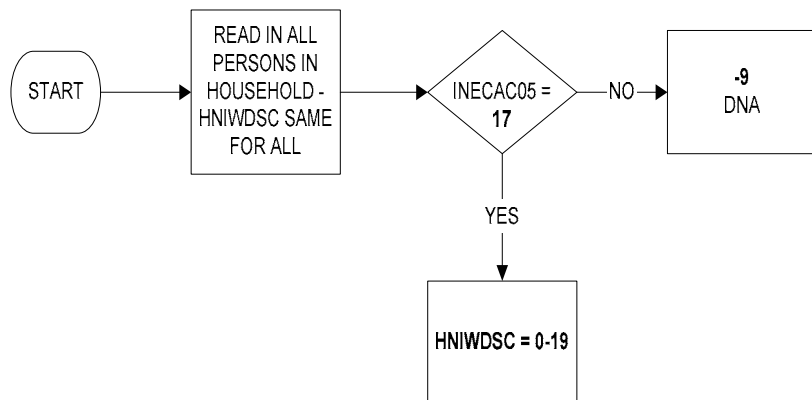 START
READ IN ALL
PERSONS IN
HOUSEHOLD -
HNIWDSC SAME
FOR ALL
INECAC05 =
17
NO
-9
DNA
YES
HNIWDSC = 0-19